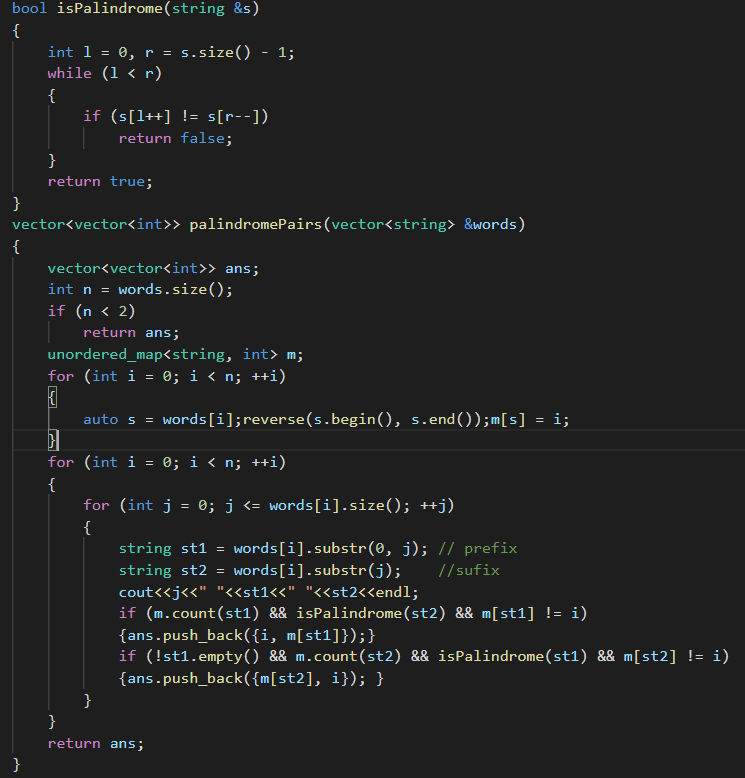 bool isPalindrome(string &s)
{
    int l = 0, r = s.size() - 1;
    while (l < r)
    {
        if (s[l++] != s[r--])
            return false;
    }
    return true;
}
vector<vector<int>> palindromePairs(vector<string> &words)
{
    vector<vector<int>> ans;
    int n = words.size();
    if (n < 2)
        return ans;
    unordered_map<string, int> m;
    for (int i = 0; i < n; ++i)
    {
        auto s = words[i];reverse(s.begin(), s.end());m[s] = i;
    }
    for (int i = 0; i < n; ++i)
    {
        for (int j = 0; j <= words[i].size(); ++j)
        {
            string st1 = words[i].substr(0, j); // prefix
            string st2 = words[i].substr(j);    //sufix
            cout<<j<<" "<<st1<<" "<<st2<<endl;
            if (m.count(st1) && isPalindrome(st2) && m[st1] != i)
            {ans.push_back({i, m[st1]});}
            if (!st1.empty() && m.count(st2) && isPalindrome(st1) && m[st2] != i)
            {ans.push_back({m[st2], i}); }
        }
    }
    return ans;
}